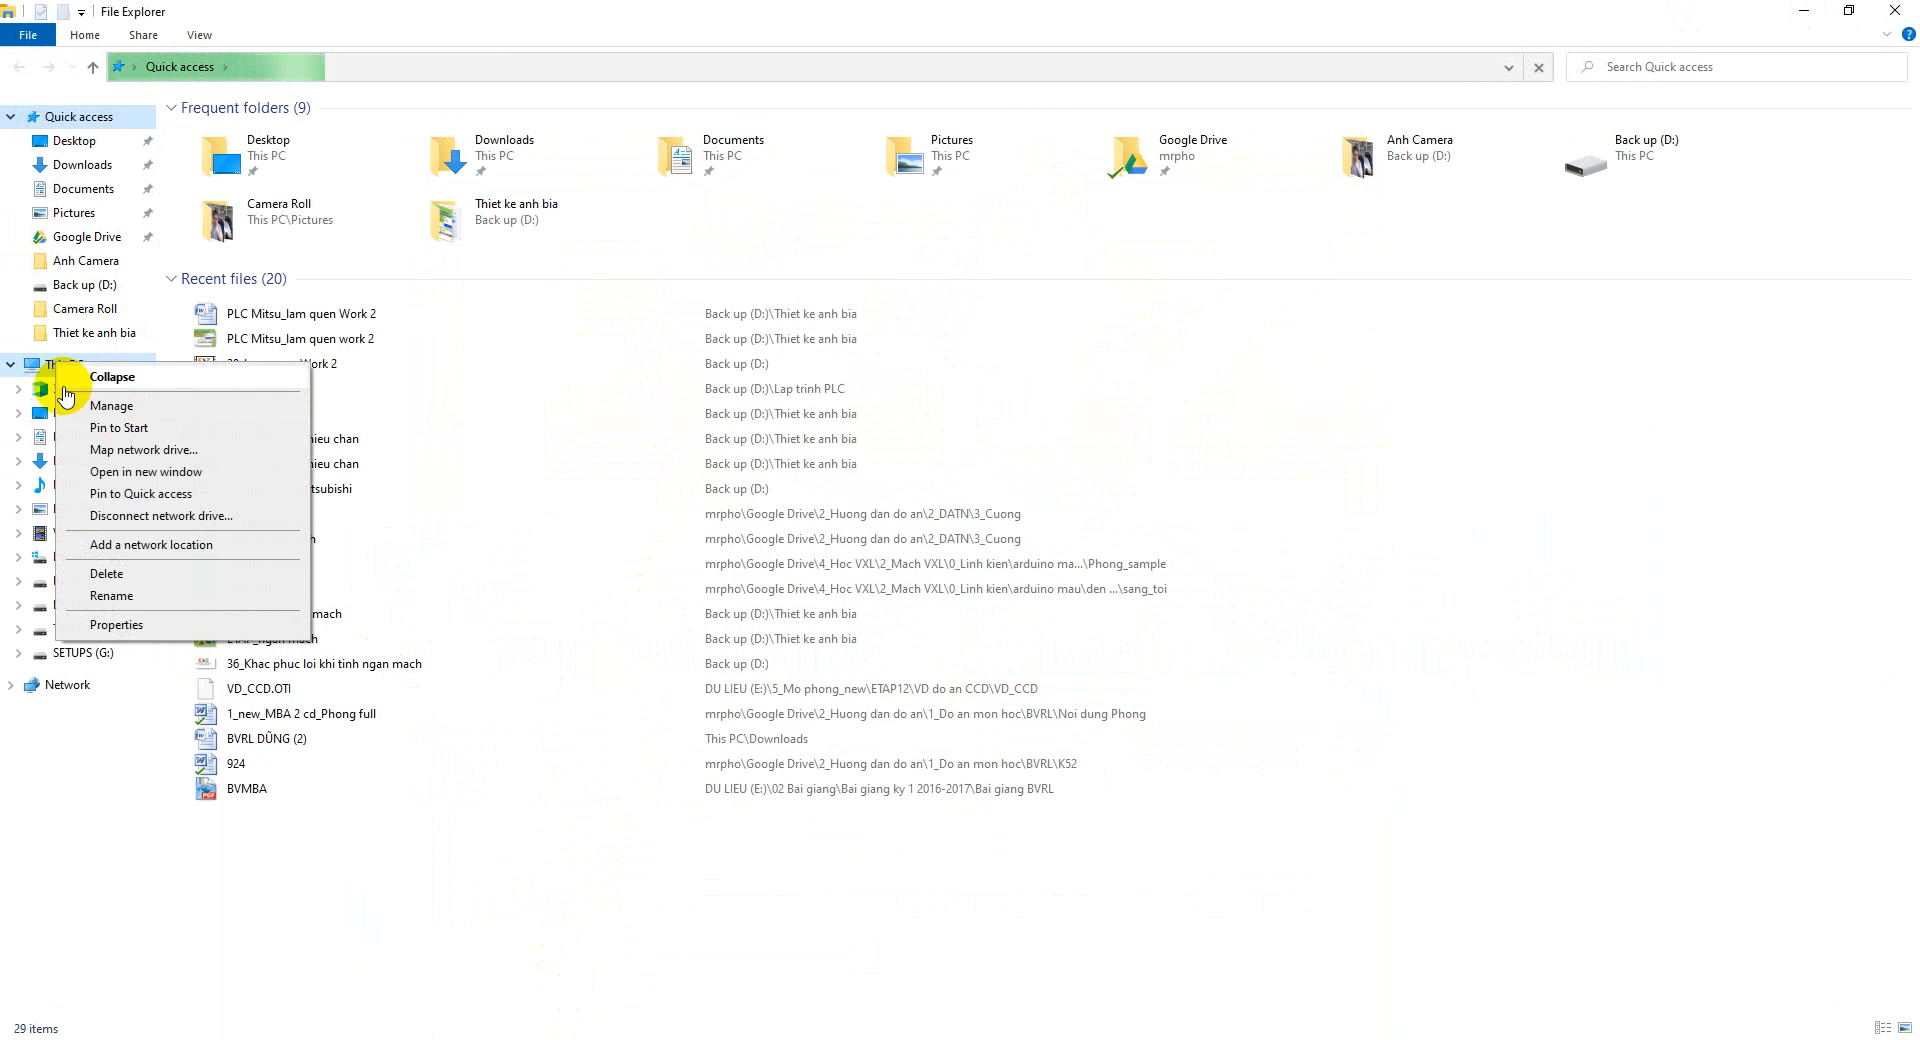 File Explorer
File Home Share View
Quick access
Search Quick access
Quick access
Desktop
Downloads
Documents
Pictures
Google Drive
Anh Camera
Back up (D:)
Camera Roll
Thiet ke anh bia
SETUPS (G:)
Network
Collapse
Manage
Pin to Start
Map network drive...
Open in new window
Pin to Quick access
Disconnect network drive...
Add a network location
Delete
Rename
Properties
Frequent folders (9)
Desktop
This PC
Downloads
This PC
Documents
This PC
Pictures
This PC
Google Drive
mrpho
Anh Camera
Back up (D:)
Back up (D:)
This PC
Camera Roll
This PC\Pictures
Thiet ke anh bia
Back up (D:)
Recent files (20)
PLC Mitsu_lam quen Work 2 Back up (D:)\Thiet ke anh bia
PLC Mitsu_lam quen work 2 Back up (D:)\Thiet ke anh bia
Back up (D:)
Back up (D:)\Lap trinh PLC
Back up (D:)\Thiet ke anh bia
Back up (D:)\Thiet ke anh bia
Back up (D:)\Thiet ke anh bia
Back up (D:)
mrpho\Google Drive\2_Huong dan do an\2_DATN\3_Cuong
mrpho\Google Drive\2_Huong dan do an\2_DATN\3_Cuong
mrpho\Google Drive\4_Hoc VXL\2_Mach VXL\0_Linh kien\arduino ma...\Phong_sample
mrpho\Google Drive\4_Hoc VXL\2_Mach VXL\0_Linh kien\arduino mau\den ...\sang_toi
mach Back up (D:)\Thiet ke anh bia
Back up (D:)\Thiet ke anh bia
36_Khac phuc loi khi tinh ngan mach Back up (D:)
VD_CCD.OTI DU LIEU (E:)\5_Mo phong_new\ETAP12\VD do an CCD\VD_CCD
1_new_MBA 2 cd_Phong full mrpho\Google Drive\2_Huong dan do an\1_Do an mon hoc\BVRL\Noi dung Phong
BVRL DŨNG (2) This PC\Downloads
924 mrpho\Google Drive\2_Huong dan do an\1_Do an mon hoc\BVRL\K52
BVMBA DU LIEU (E:)\02 Bai giang\Bai giang ky 1 2016-2017\Bai giang BVRL
29 items